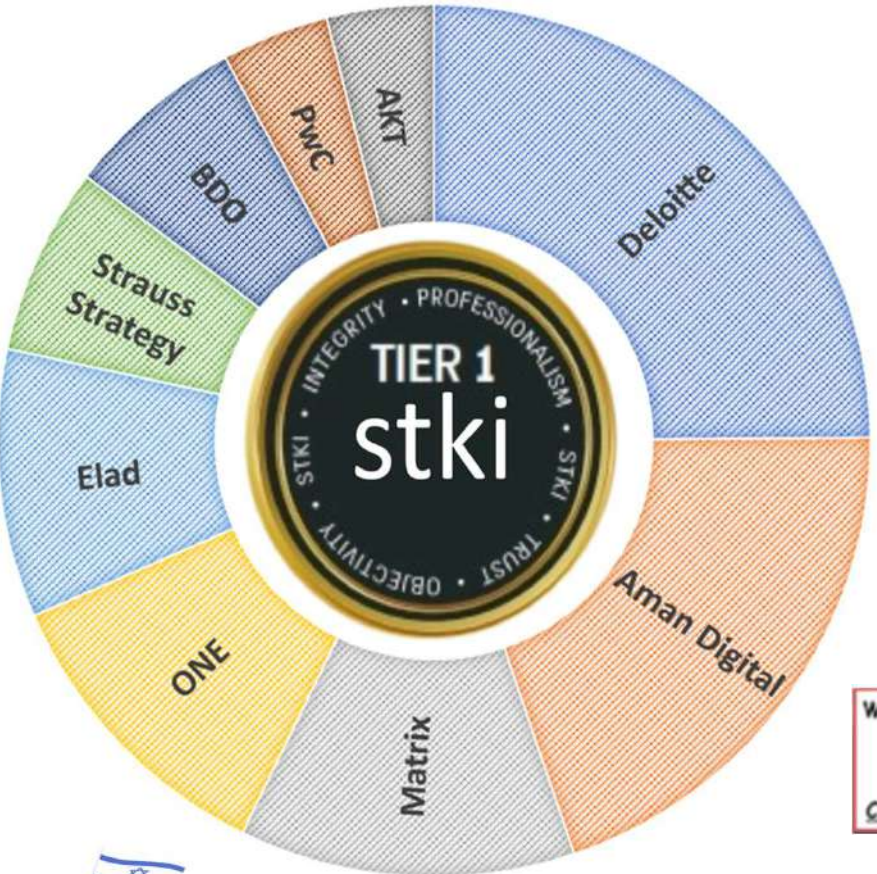 AKT
PwC
BDO
Deloitte
Strauss
Strategy
STKI • INTEGRITY • PROFESSIONALISM • STKI • TRUST • OBJECTIVITY •
TIER 1
stki
Elad
Aman Digital
ONE
Matrix